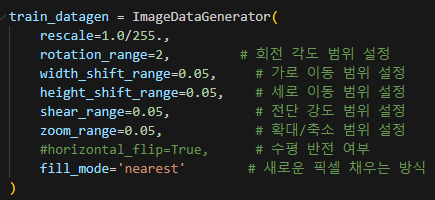 train_datagen = ImageDataGenerator(
    rescale=1.0/255.,
    rotation_range=2,         # 회전 각도 범위 설정
    width_shift_range=0.05,     # 가로 이동 범위 설정
    height_shift_range=0.05,    # 세로 이동 범위 설정
    shear_range=0.05,           # 전단 강도 범위 설정
    zoom_range=0.05,            # 확대/축소 범위 설정
    #horizontal_flip=True,      # 수평 반전 여부
    fill_mode='nearest'        # 새로운 픽셀 채우는 방식
)